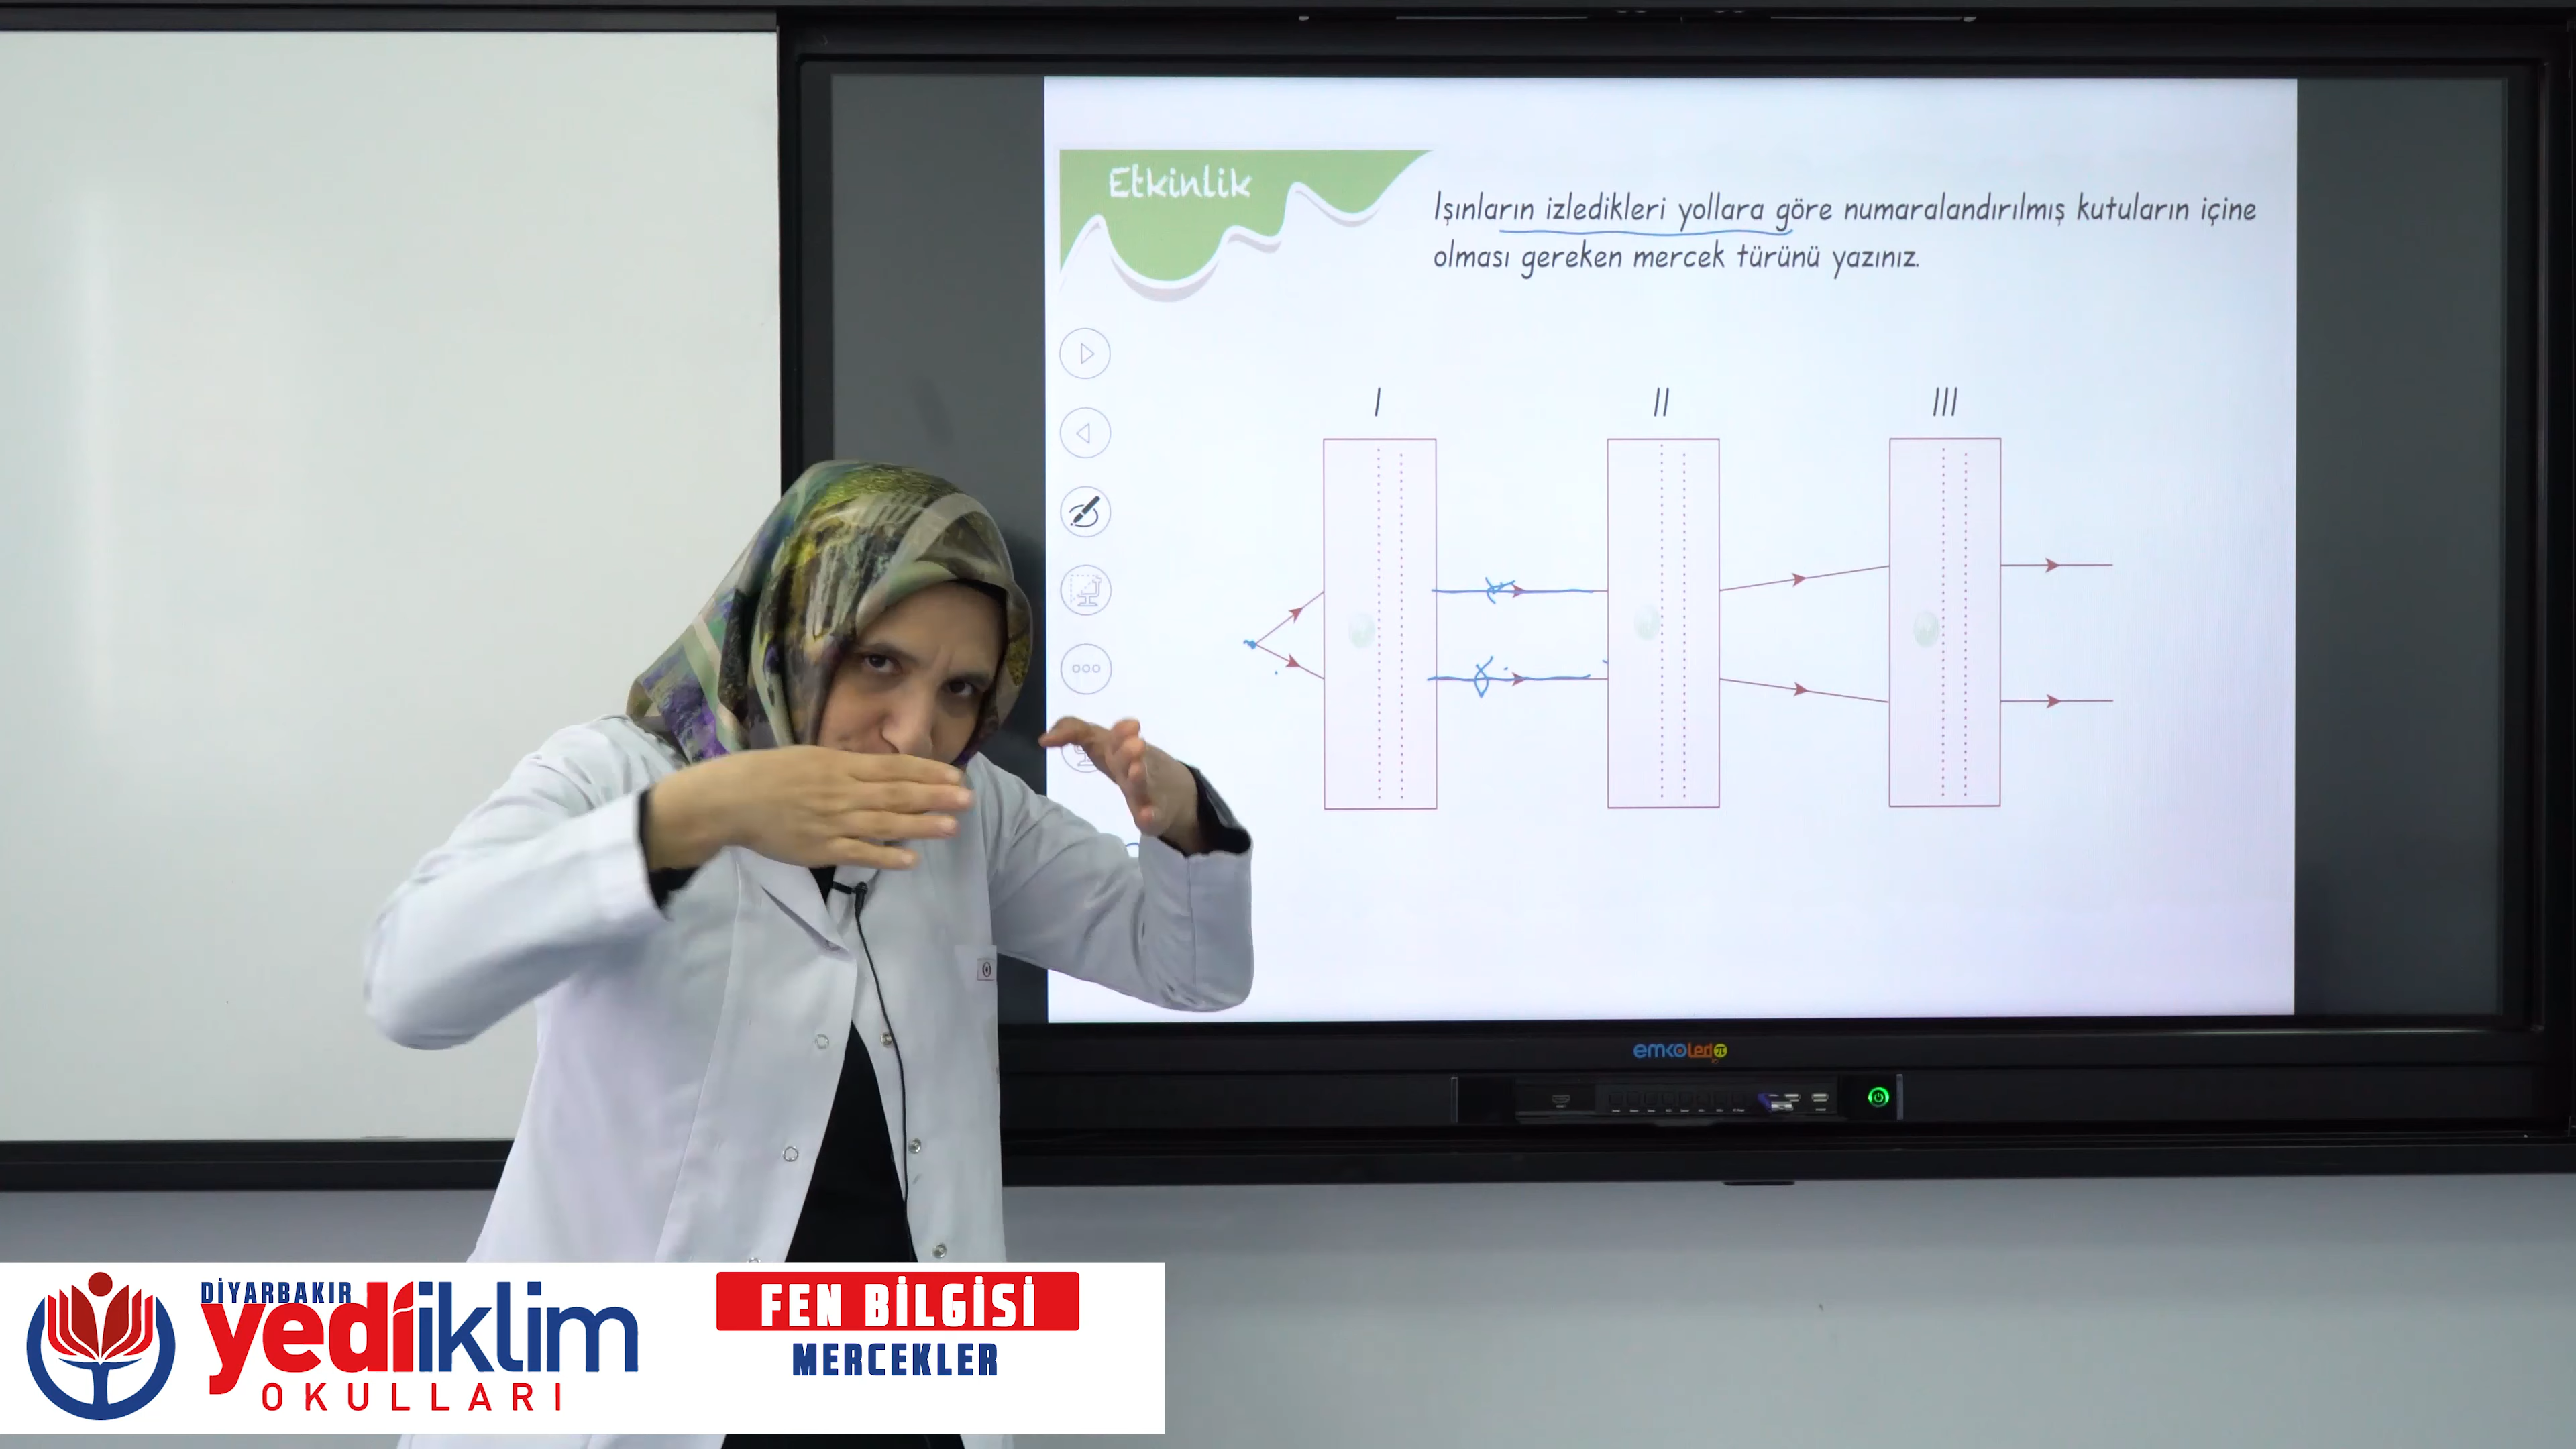 Etkinlik
Işınların izledikleri yollara göre numaralandırılmış kutuların içine
olması gereken mercek türünü yazınız.
I
II
III
emkoled
DİYARBAKIR
yediiklim
OKULLARI
FEN BİLGİSİ
MERCEKLER